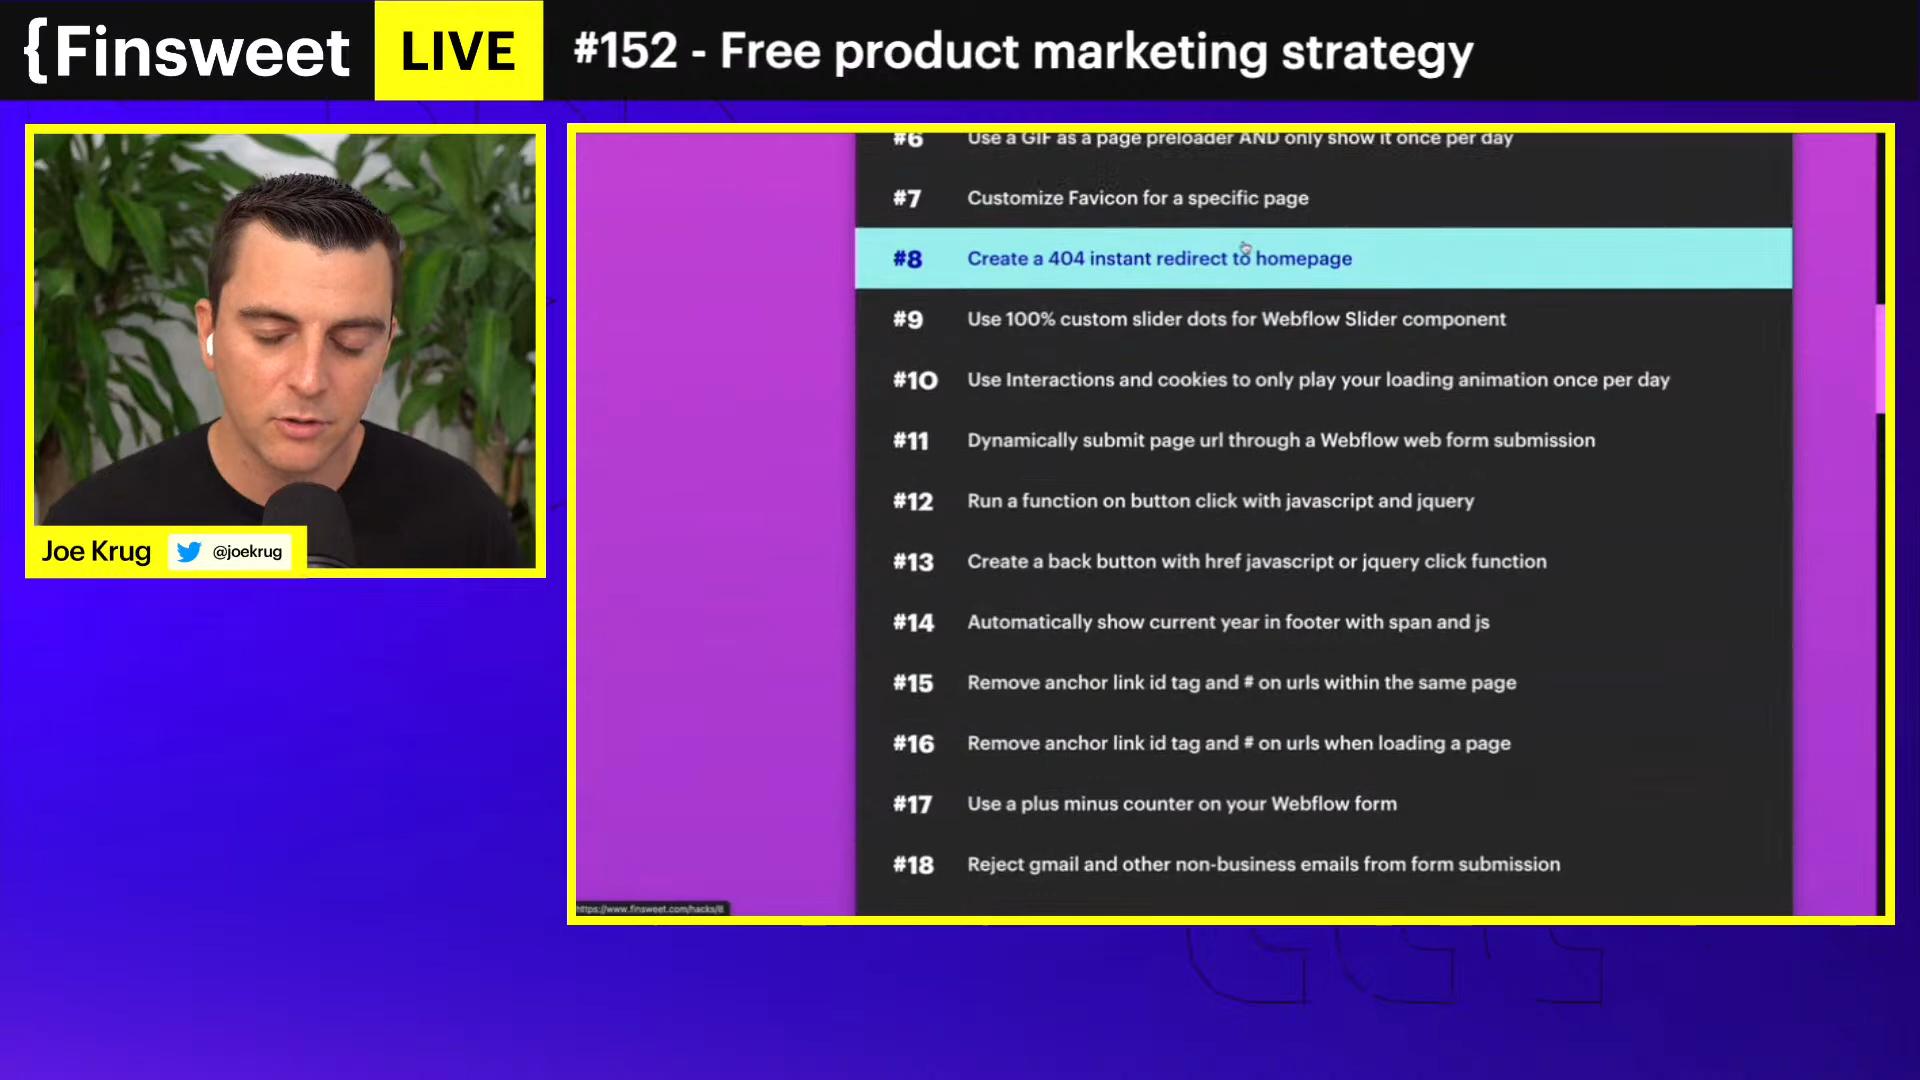 {Finsweet
LIVE
#152 - Free product marketing strategy
Joe Krug
@joekrug
#6 Use a GIF as a page preloader AND only show it once per day
#7 Customize Favicon for a specific page
#8 Create a 404 instant redirect to homepage
#9 Use 100% custom slider dots for Webflow Slider component
#10 Use Interactions and cookies to only play your loading animation once per day
#11 Dynamically submit page url through a Webflow web form submission
#12 Run a function on button click with javascript and jquery
#13 Create a back button with href javascript or jquery click function
#14 Automatically show current year in footer with span and js
#15 Remove anchor link id tag and # on urls within the same page
#16 Remove anchor link id tag and # on urls when loading a page
#17 Use a plus minus counter on your Webflow form
#18 Reject gmail and other non-business emails from form submission
https://www.finsweet.com/hacks/8